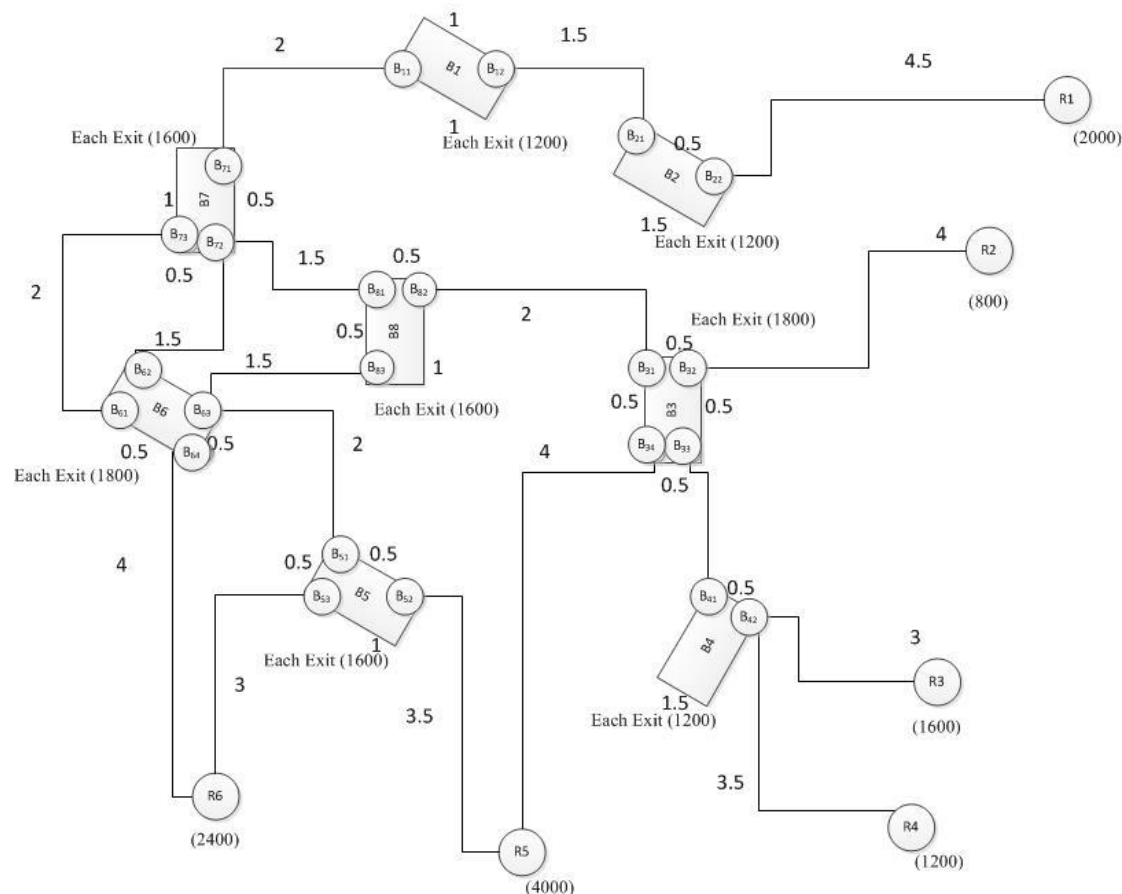 1
2
1.5
B11
B1
B12
4.5
R1
(2000)
1
Each Exit (1600)
Each Exit (1200)
B21
0.5
B2
B22
B71
1
B7
0.5
1.5
Each Exit (1200)
B73
B72
0.5
4
R2
(800)
2
1.5
0.5
B81
B82
0.5
B8
B83
1
2
Each Exit (1600)
Each Exit (1800)
0.5
B31
B32
0.5
B3
0.5
B34
B33
0.5
1.5
1.5
B62
B61
B6
B63
B64
0.5
0.5
Each Exit (1800)
2
4
4
B51
0.5
0.5
B5
B53
B52
1
Each Exit (1600)
B41
0.5
B42
B4
1.5
Each Exit (1200)
3
R3
(1600)
3
3.5
3.5
R6
(2400)
R5
(4000)
R4
(1200)